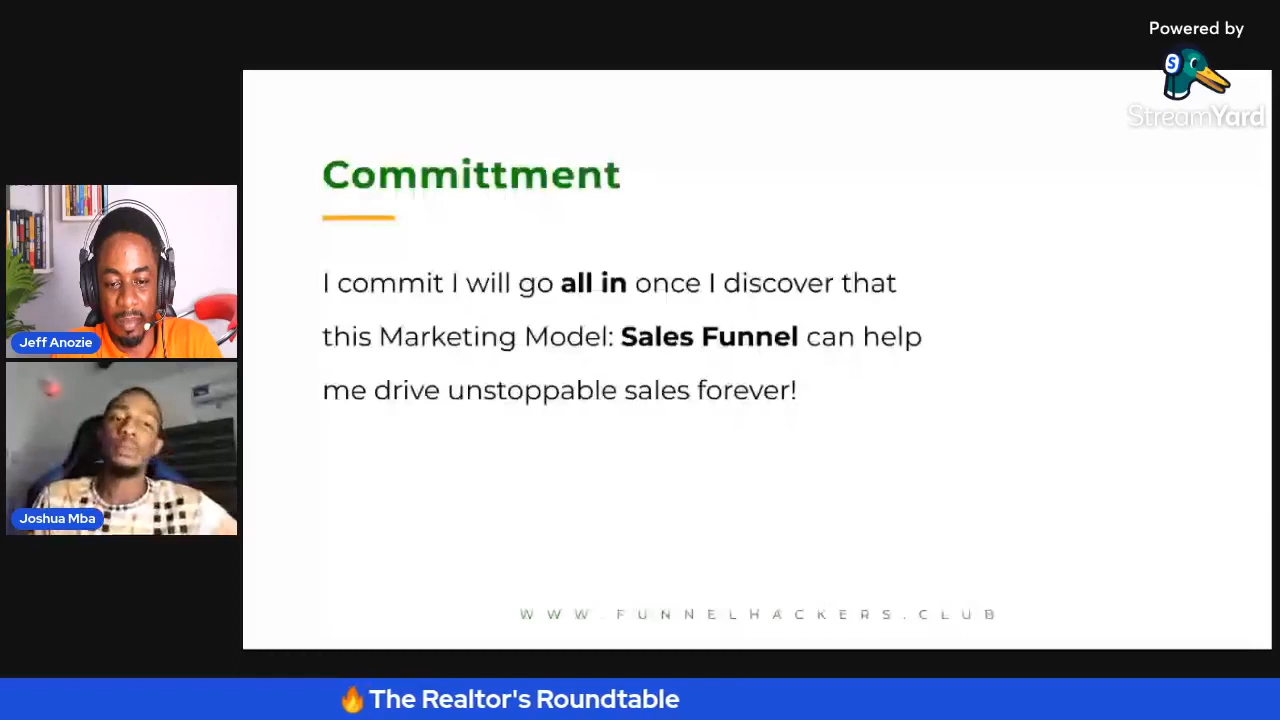 Powered by
StreamYard
Committment
I commit I will go all in once I discover that
this Marketing Model: Sales Funnel can help
me drive unstoppable sales forever!
WWW.FUNNELHACKERS.CLUB
Jeff Anozie
Joshua Mba
🔥The Realtor's Roundtable